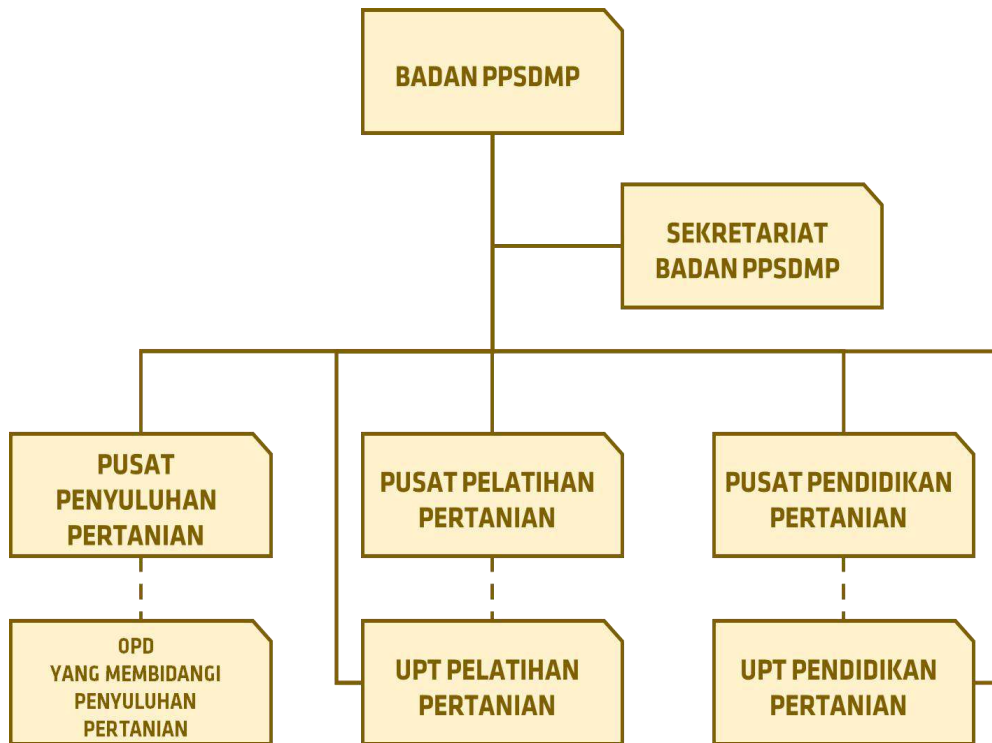 BADAN PPSDMP
SEKRETARIAT
BADAN PPSDMP
PUSAT
PENYULUHAN
PERTANIAN
PUSAT PELATIHAN
PERTANIAN
PUSAT PENDIDIKAN
PERTANIAN
OPD
YANG MEMBIDANGI
PENYULUHAN
PERTANIAN
UPT PELATIHAN
PERTANIAN
UPT PENDIDIKAN
PERTANIAN